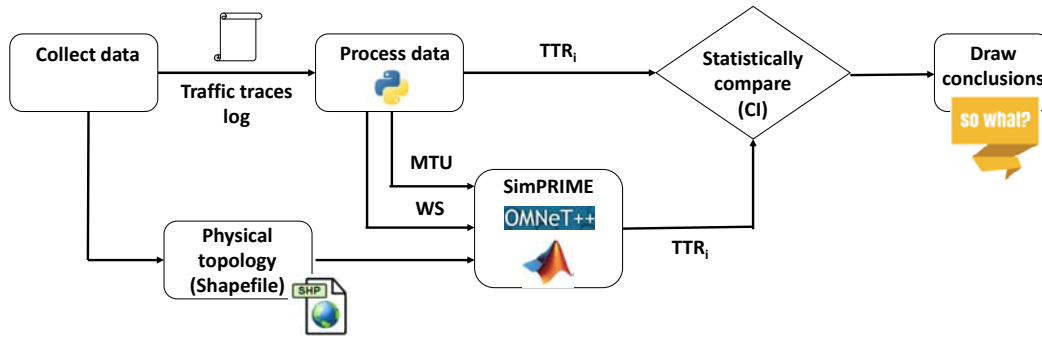 Collect data
Traffic traces
log
Process data
TTRi
Statistically
compare
(CI)
Draw
conclusions
so what?
MTU
WS
SimPRIME
OMNeT++
TTRi
Physical
topology
(Shapefile)
SHP